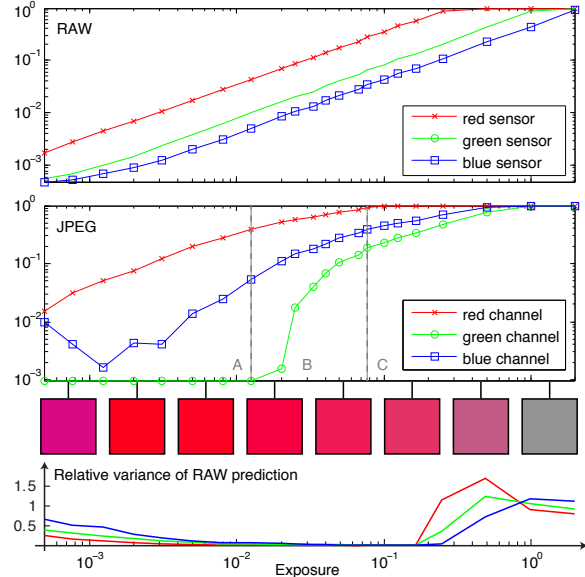 10^0
RAW
10^-1
10^-2
10^-3
red sensor
green sensor
blue sensor
10^0
JPEG
10^-1
10^-2
10^-3
A B C
red channel
green channel
blue channel
Relative variance of RAW prediction
1.5
1
0.5
10^-3 10^-2 10^-1 10^0
Exposure